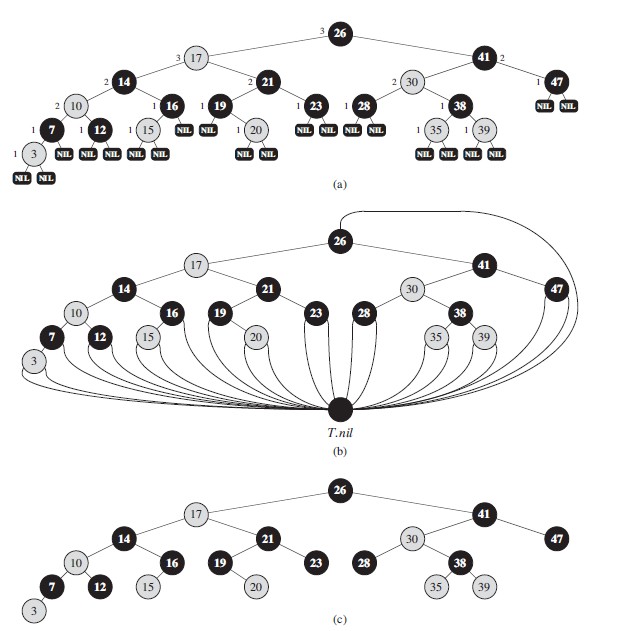 3 26
3 17 41 2
2 14 2 21 2 30 1 47
2 10 1 16 1 19 1 23 1 28 1 38 NIL NIL
1 7 1 12 1 15 NIL NIL 1 20 NIL NIL NIL NIL 1 35 1 39
1 3 NIL NIL NIL NIL NIL NIL NIL NIL NIL NIL NIL
NIL NIL
(a)
26
17 41
14 21 30 47
10 16 19 23 28 38
7 12 15 20 35 39
3
T.nil
(b)
26
17 41
14 21 30 47
10 16 19 23 28 38
7 12 15 20 35 39
3
(c)